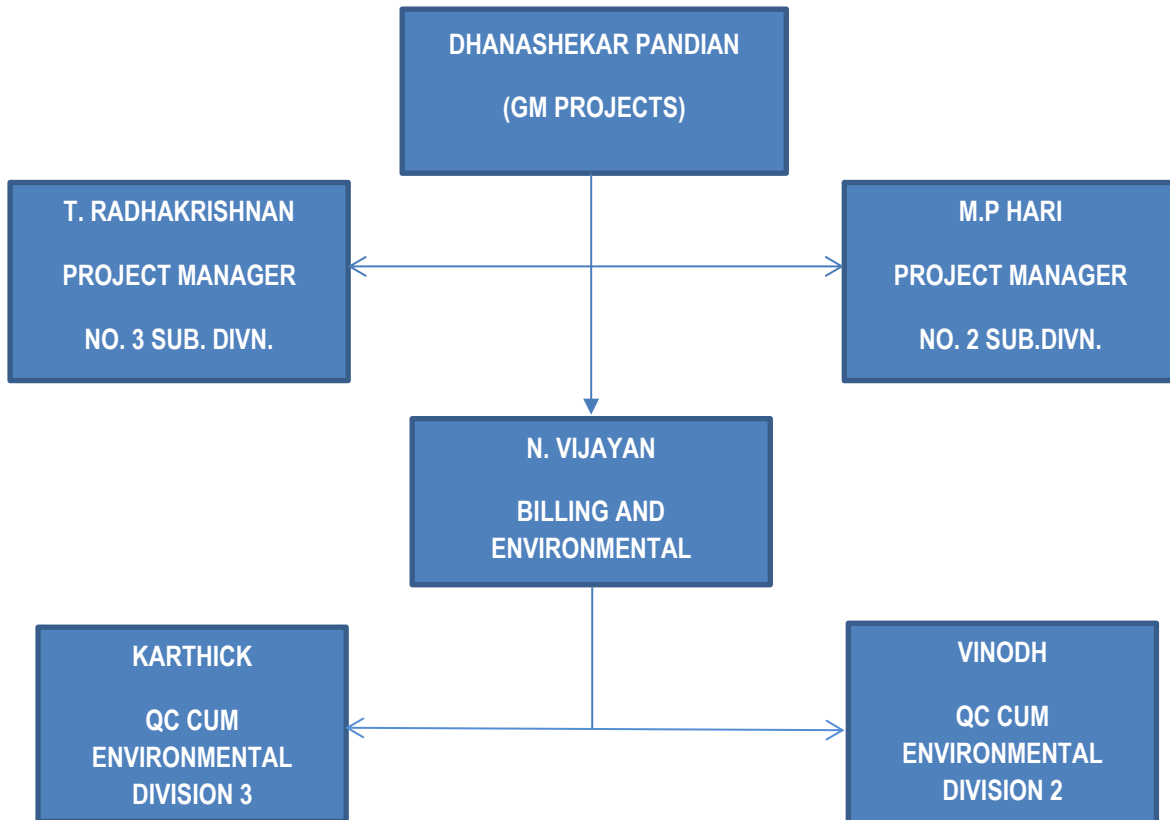 DHANASHEKAR PANDIAN
(GM PROJECTS)
T. RADHAKRISHNAN
PROJECT MANAGER
NO. 3 SUB. DIVN.
M.P HARI
PROJECT MANAGER
NO. 2 SUB.DIVN.
N. VIJAYAN
BILLING AND
ENVIRONMENTAL
KARTHICK
QC CUM
ENVIRONMENTAL
DIVISION 3
VINODH
QC CUM
ENVIRONMENTAL
DIVISION 2